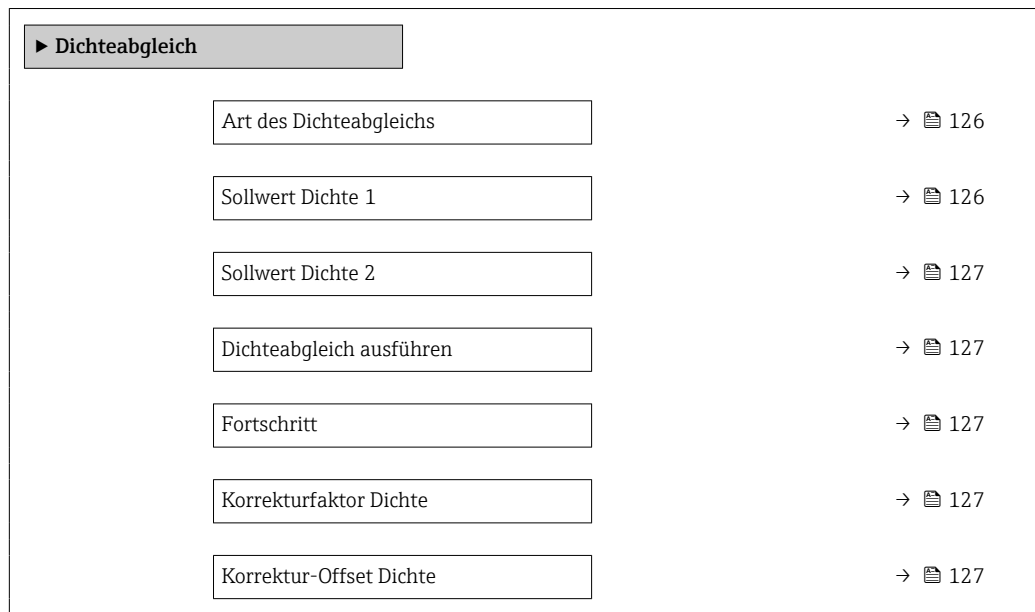 ▶ Dichteabgleich
Art des Dichteabgleichs → 126
Sollwert Dichte 1 → 126
Sollwert Dichte 2 → 127
Dichteabgleich ausführen → 127
Fortschritt → 127
Korrekturfaktor Dichte → 127
Korrektur-Offset Dichte → 127